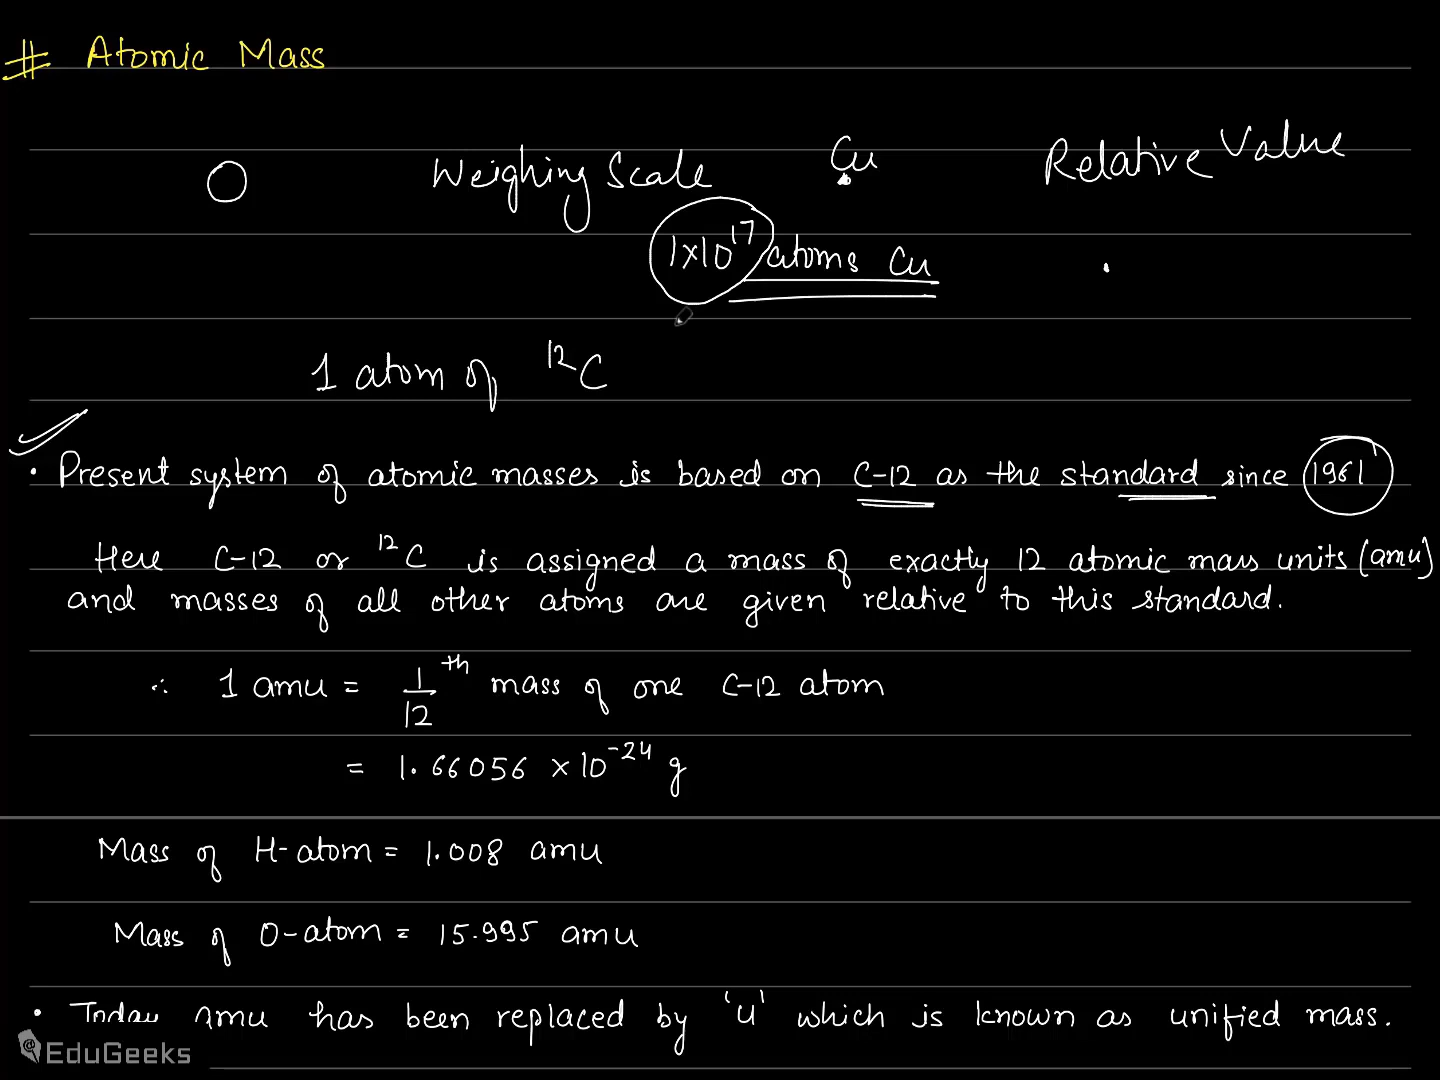 # Atomic Mass
Weighing Scale Cu Relative Value
1×10¹⁷ atoms Cu
1 atom of ¹²C
• Present system of atomic masses is based on C-12 as the standard since 1961
Here C-12 or ¹²C is assigned a mass of exactly 12 atomic mass units (amu)
and masses of all other atoms are given relative to this standard.
∴ 1 amu = 1/12 th mass of one C-12 atom
= 1.66056 × 10⁻²⁴ g
Mass of H-atom = 1.008 amu
Mass of O-atom = 15.995 amu
• Today amu has been replaced by 'u' which is known as unified mass.
EduGeeks